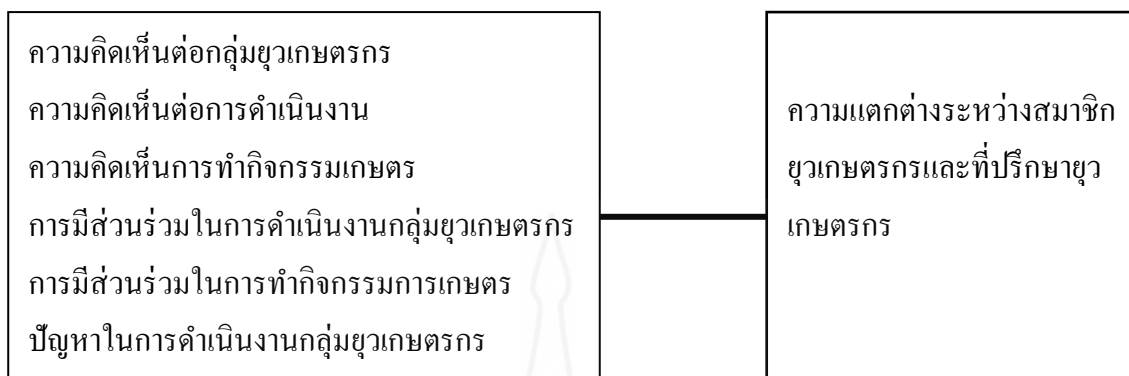 ความคิดเห็นต่อกลุ่มยุวเกษตรกร
ความคิดเห็นต่อการดำเนินงาน
ความคิดเห็นการทำกิจกรรมเกษตร
การมีส่วนร่วมในการดำเนินงานกลุ่มยุวเกษตรกร
การมีส่วนร่วมในการทำกิจกรรมการเกษตร
ปัญหาในการดำเนินงานกลุ่มยุวเกษตรกร
ความแตกต่างระหว่างสมาชิก
ยุวเกษตรกรและที่ปรึกษายุว
เกษตรกร